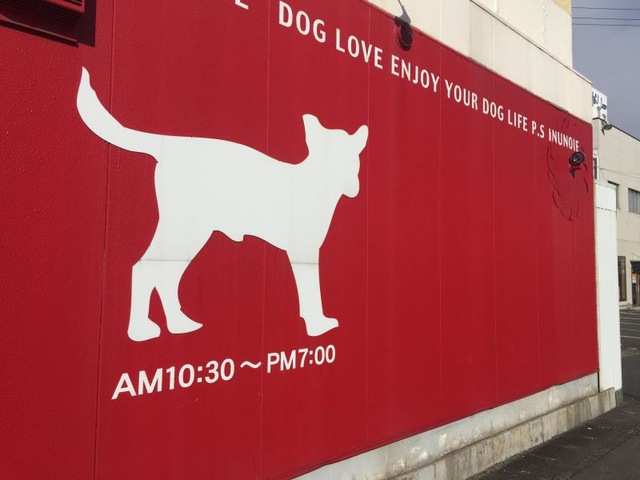 DOG LOVE ENJOY YOUR DOG LIFE P.S INUNOIE
AM10:30～PM7:00